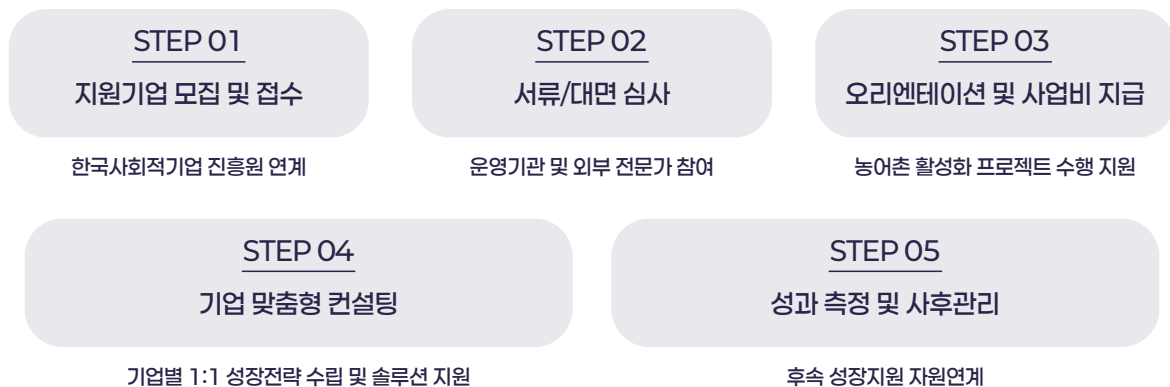 STEP 01
지원기업 모집 및 접수
한국사회적기업 진흥원 연계
STEP 02
서류/대면 심사
운영기관 및 외부 전문가 참여
STEP 03
오리엔테이션 및 사업비 지급
농어촌 활성화 프로젝트 수행 지원
STEP 04
기업 맞춤형 컨설팅
기업별 1:1 성장전략 수립 및 솔루션 지원
STEP 05
성과 측정 및 사후관리
후속 성장지원 자원연계